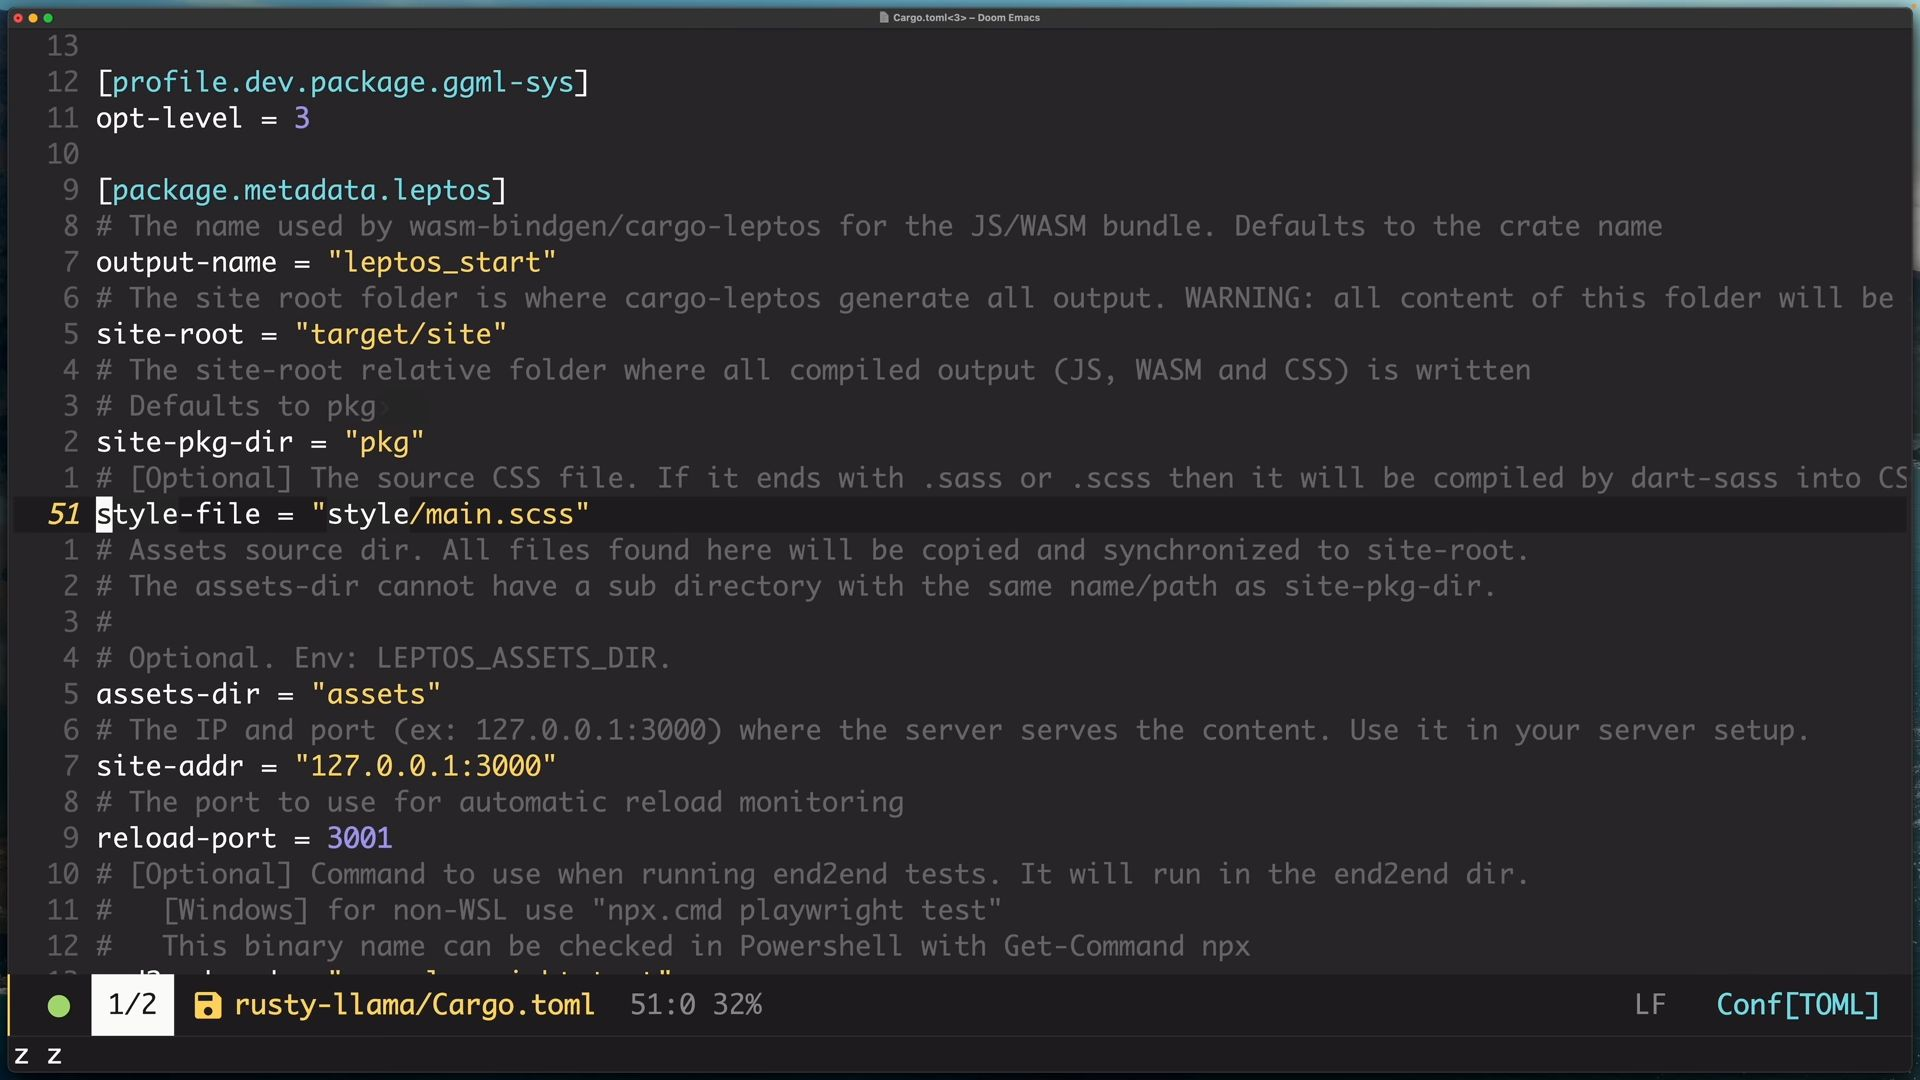 Cargo.toml<3> – Doom Emacs
13
12 [profile.dev.package.ggml-sys]
11 opt-level = 3
10
9 [package.metadata.leptos]
8 # The name used by wasm-bindgen/cargo-leptos for the JS/WASM bundle. Defaults to the crate name
7 output-name = "leptos_start"
6 # The site root folder is where cargo-leptos generate all output. WARNING: all content of this folder will be
5 site-root = "target/site"
4 # The site-root relative folder where all compiled output (JS, WASM and CSS) is written
3 # Defaults to pkg
2 site-pkg-dir = "pkg"
1 # [Optional] The source CSS file. If it ends with .sass or .scss then it will be compiled by dart-sass into CS
51 style-file = "style/main.scss"
1 # Assets source dir. All files found here will be copied and synchronized to site-root.
2 # The assets-dir cannot have a sub directory with the same name/path as site-pkg-dir.
3 #
4 # Optional. Env: LEPTOS_ASSETS_DIR.
5 assets-dir = "assets"
6 # The IP and port (ex: 127.0.0.1:3000) where the server serves the content. Use it in your server setup.
7 site-addr = "127.0.0.1:3000"
8 # The port to use for automatic reload monitoring
9 reload-port = 3001
10 # [Optional] Command to use when running end2end tests. It will run in the end2end dir.
11 #   [Windows] for non-WSL use "npx.cmd playwright test"
12 #   This binary name can be checked in Powershell with Get-Command npx
1/2 rusty-llama/Cargo.toml 51:0 32% LF Conf[TOML]
z z